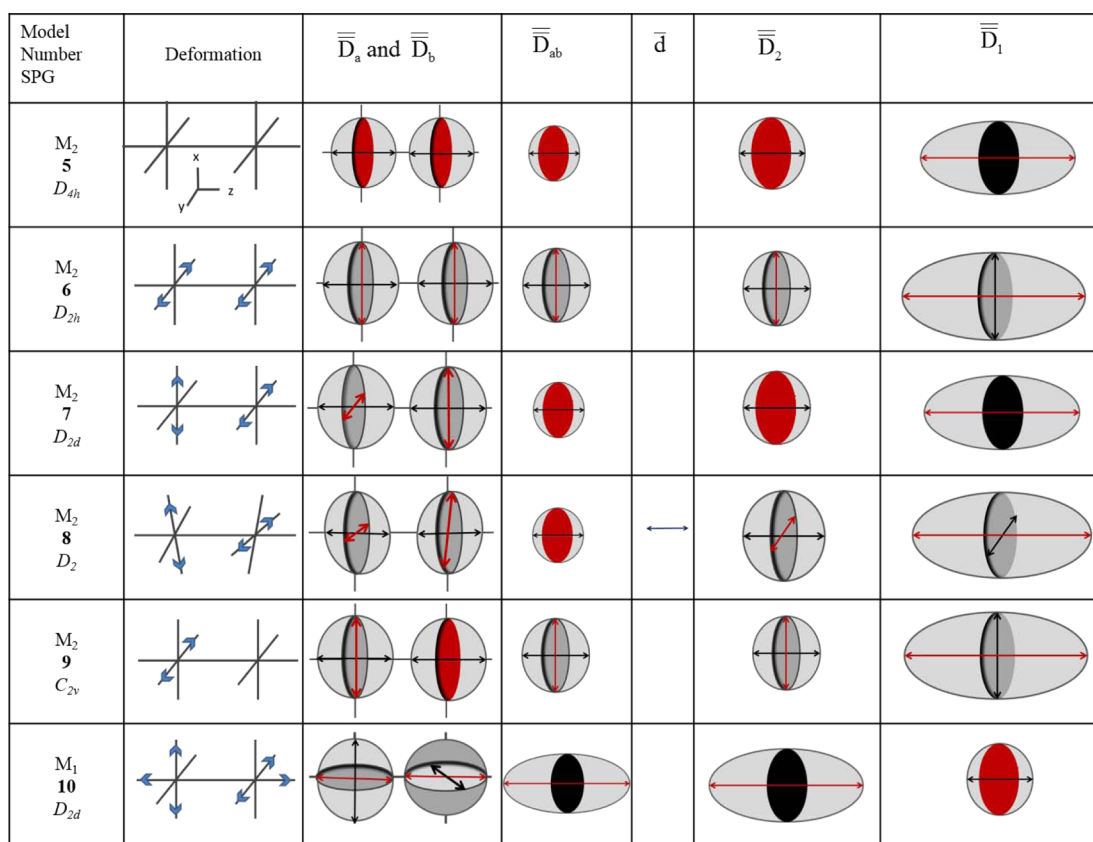 Model
Number
SPG
Deformation
D̿a and D̿b
D̿ab
d̅
D̿2
D̿1
M2
5
D4h
x
y
z
M2
6
D2h
M2
7
D2d
M2
8
D2
M2
9
C2v
M1
10
D2d